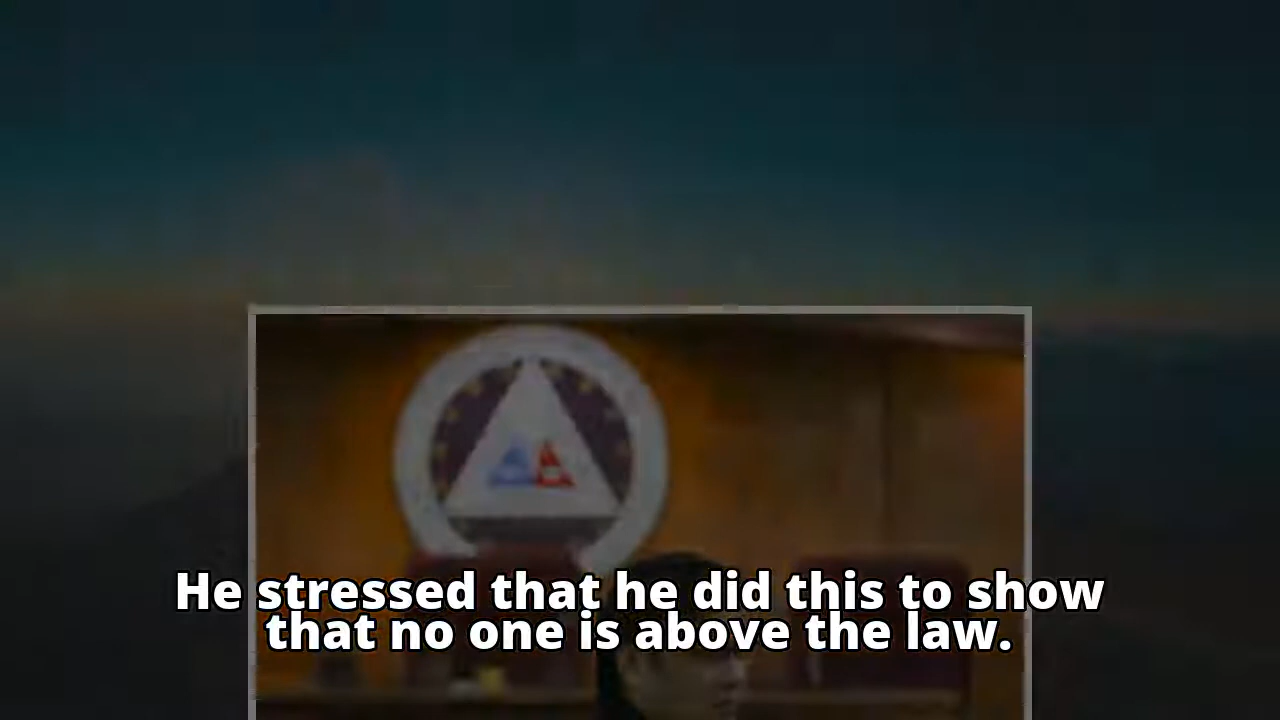 He stressed that he did this to show
that no one is above the law.